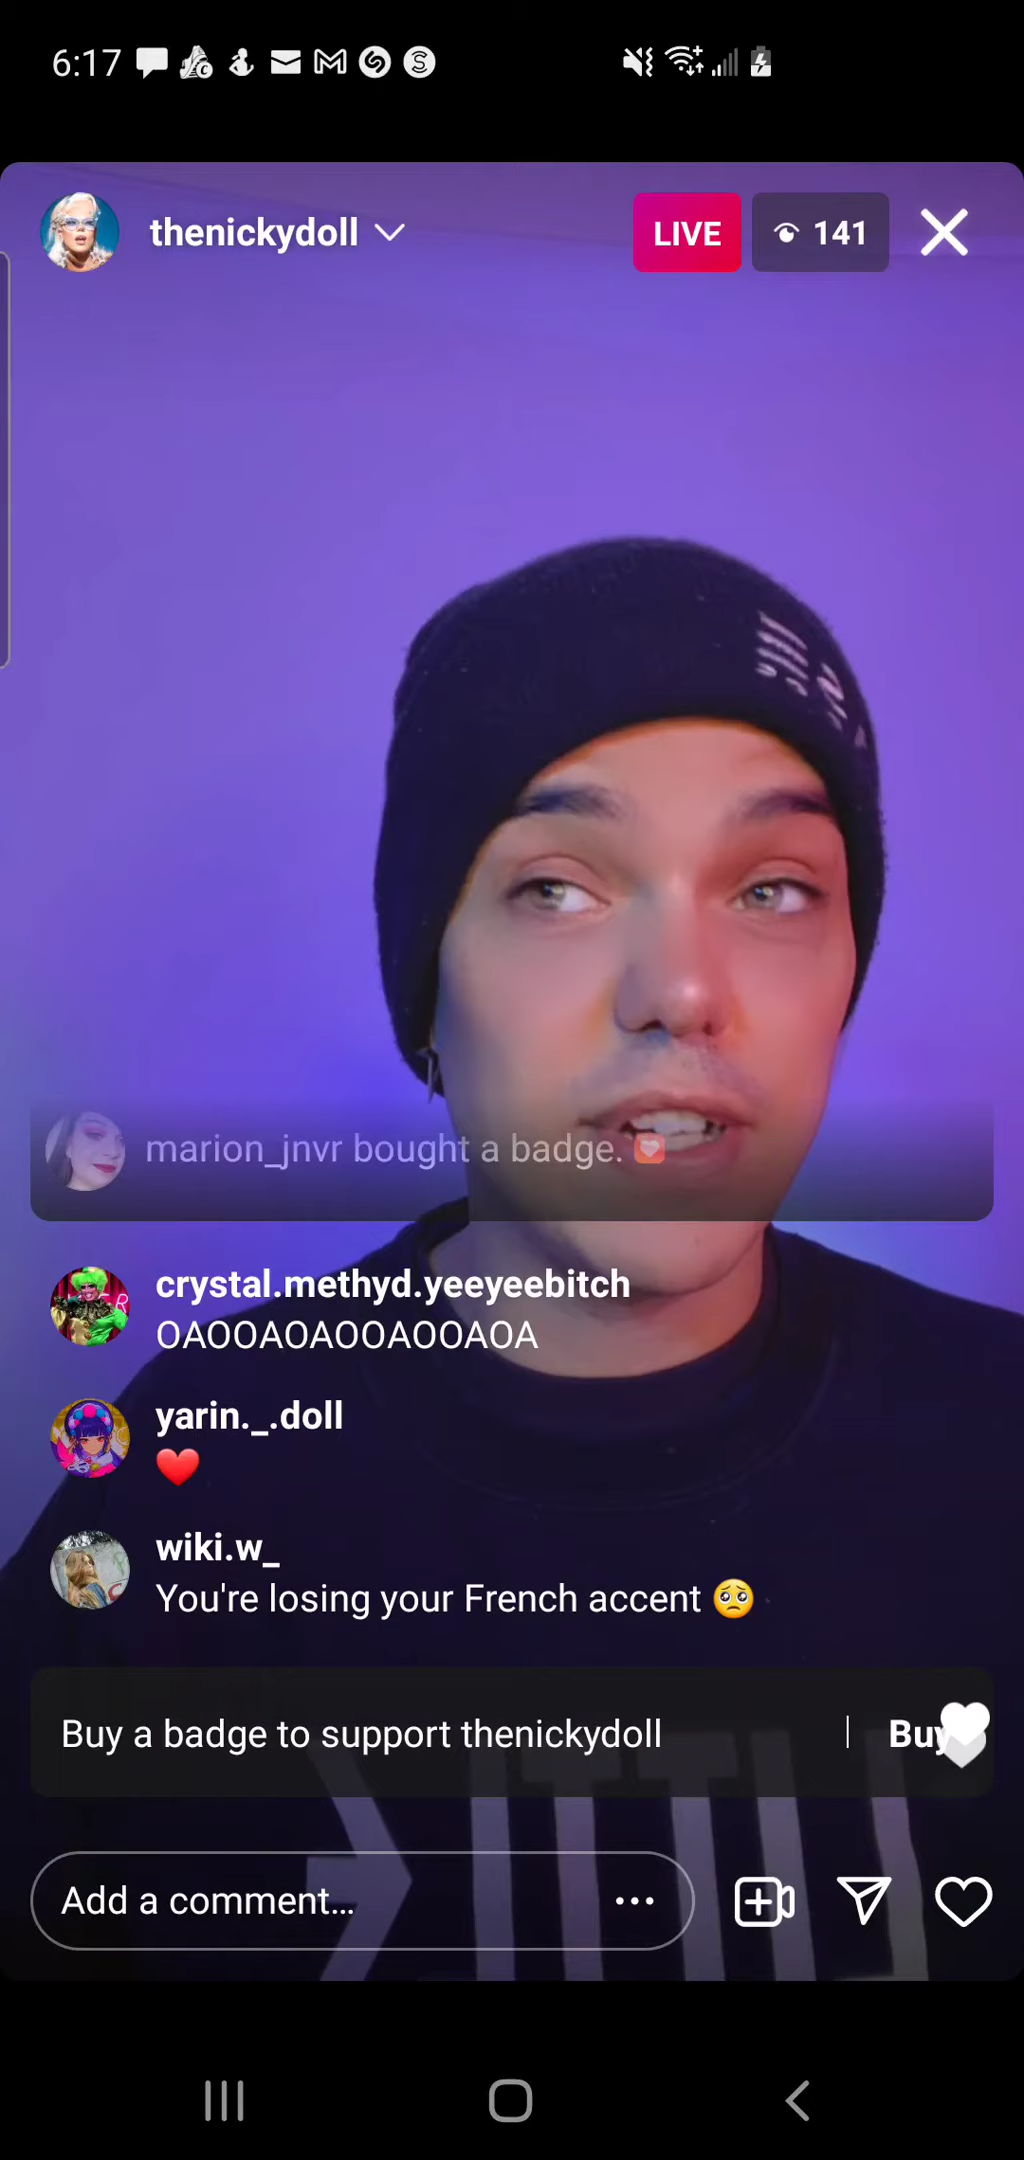 6:17
thenickydoll
LIVE
141
marion_jnvr bought a badge.
crystal.methyd.yeeyeebitch
OAOOAOAOOAOOAOA
yarin._.doll
❤️
wiki.w_
You're losing your French accent 🥺
Buy a badge to support thenickydoll | Buy
Add a comment...